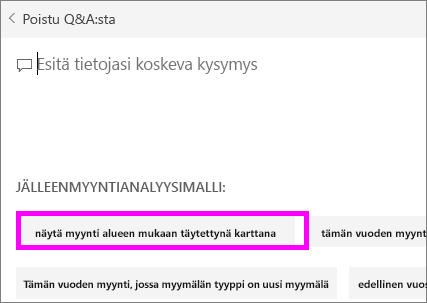 Poistu Q&A:sta
Esitä tietojasi koskeva kysymys
JÄLLEENMYYNTIANALYYSIMALLI:
näytä myynti alueen mukaan täytettynä karttana tämän vuoden myynt
Tämän vuoden myynti, jossa myymälän tyyppi on uusi myymälä edellinen vuos